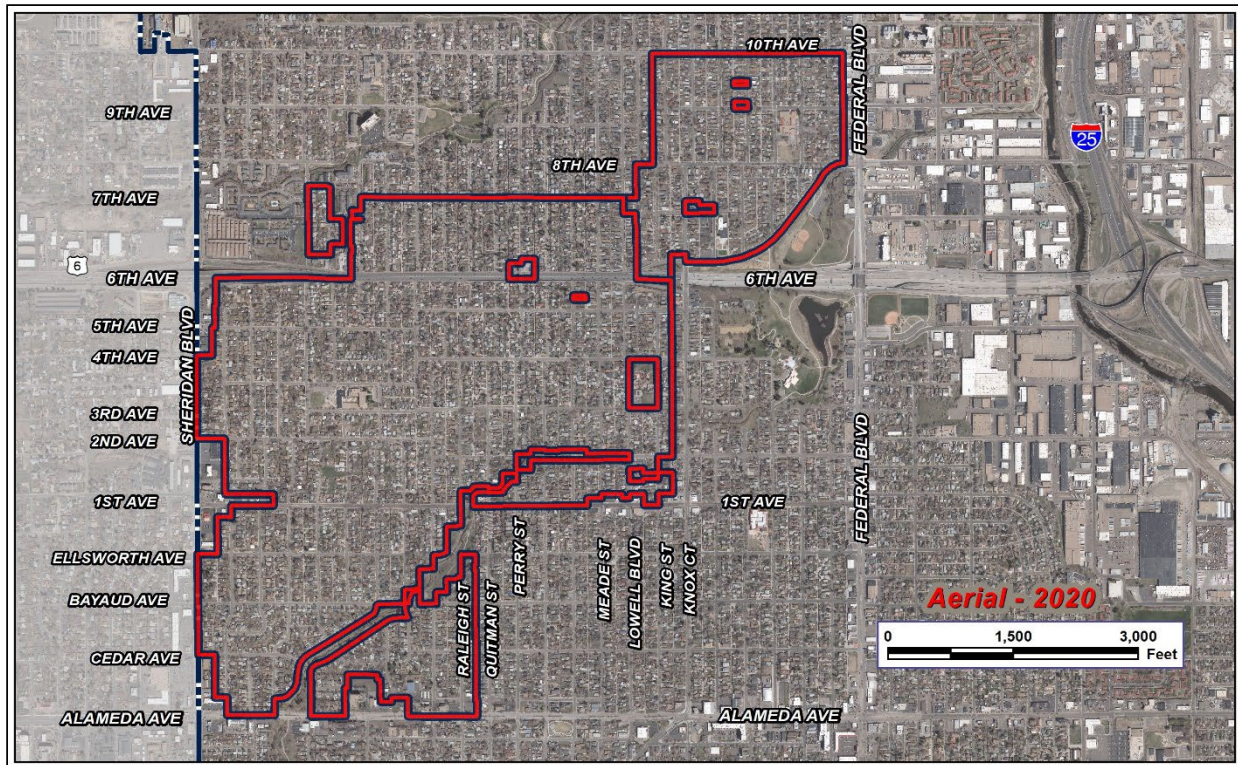 10TH AVE
FEDERAL BLVD
9TH AVE
25
8TH AVE
7TH AVE
6
6TH AVE
6TH AVE
5TH AVE
SHERIDAN BLVD
4TH AVE
3RD AVE
2ND AVE
FEDERAL BLVD
1ST AVE
1ST AVE
PERRY ST
MEADE ST
LOWELL BLVD
KING ST
KNOX CT
ELLSWORTH AVE
RALEIGH ST
QUITMAN ST
BAYAUD AVE
Aerial - 2020
0 1,500 3,000
Feet
CEDAR AVE
ALAMEDA AVE
ALAMEDA AVE